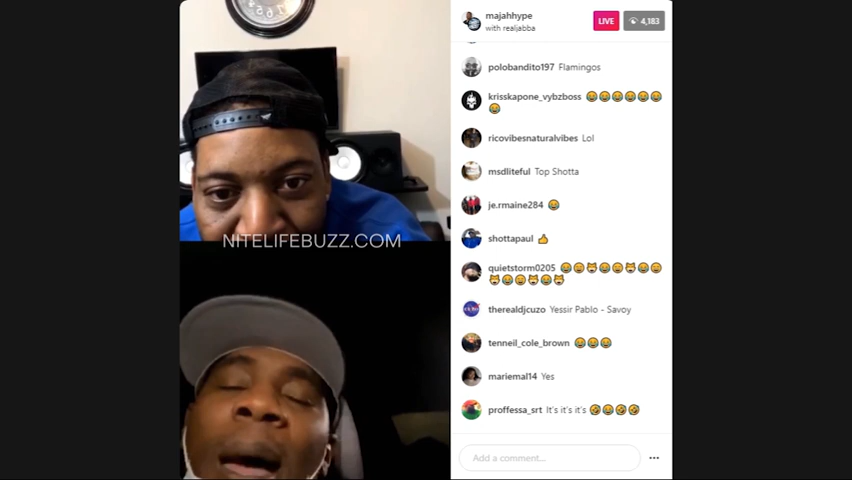 majahhype
with realjabba
LIVE
4,183
polobandito197 Flamingos
krisskapone_vybzboss 😂😂😂😂😂😂
😂
ricovibesnaturalvibes Lol
msdliteful Top Shotta
je.rmaine284 😂
shottapaul 👍
quietstorm0205
therealdjcuzo Yessir Pablo - Savoy
tenneil_cole_brown 😂😂😂
mariemal14 Yes
proffessa_srt It's it's it's 🤣😂🤣🤣
NITELIFEBUZZ.COM
Add a comment...